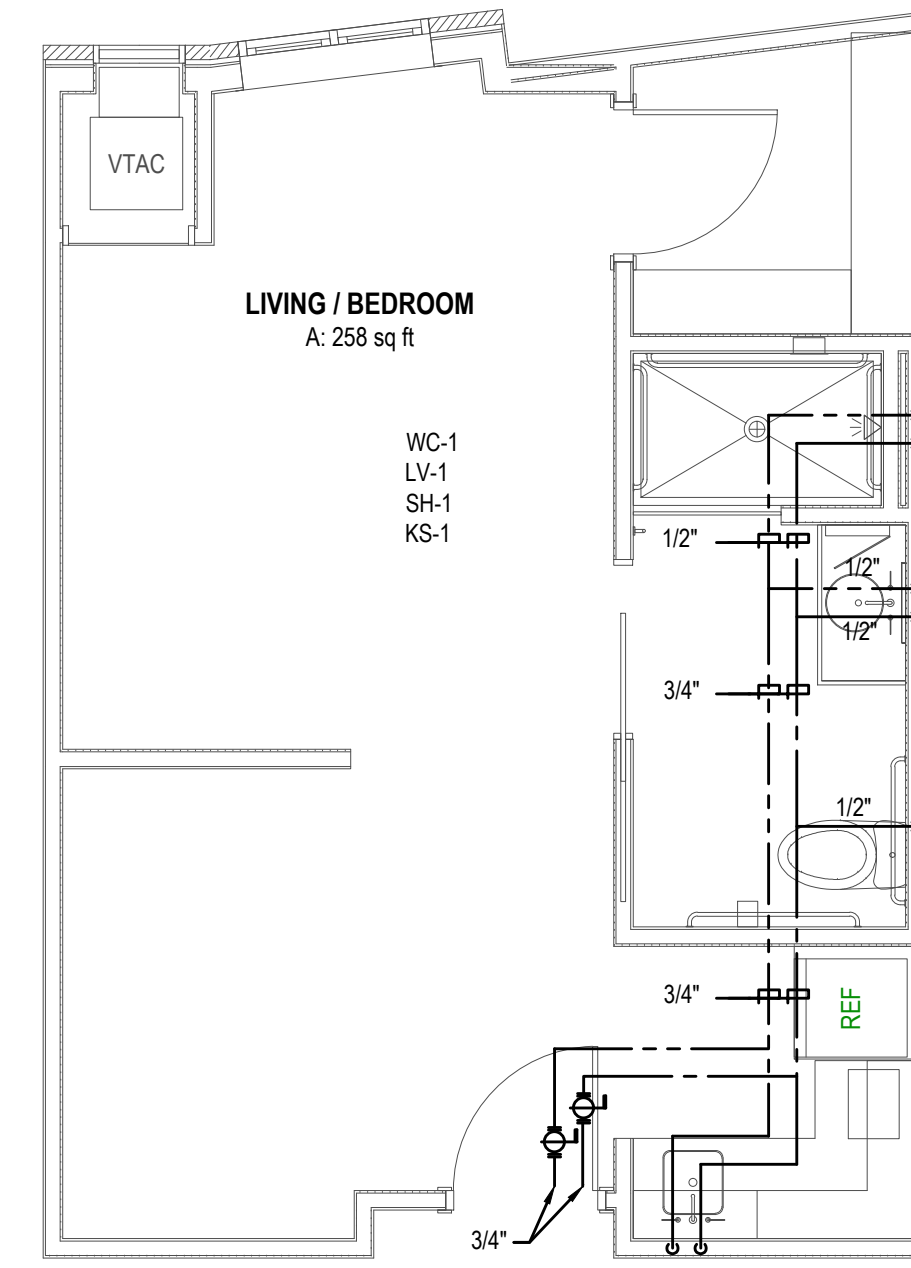 VTAC
LIVING / BEDROOM
A: 258 sq ft
WC-1
LV-1
SH-1
KS-1
1/2"
1/2"
1/2"
3/4"
1/2"
3/4"
REF
3/4"